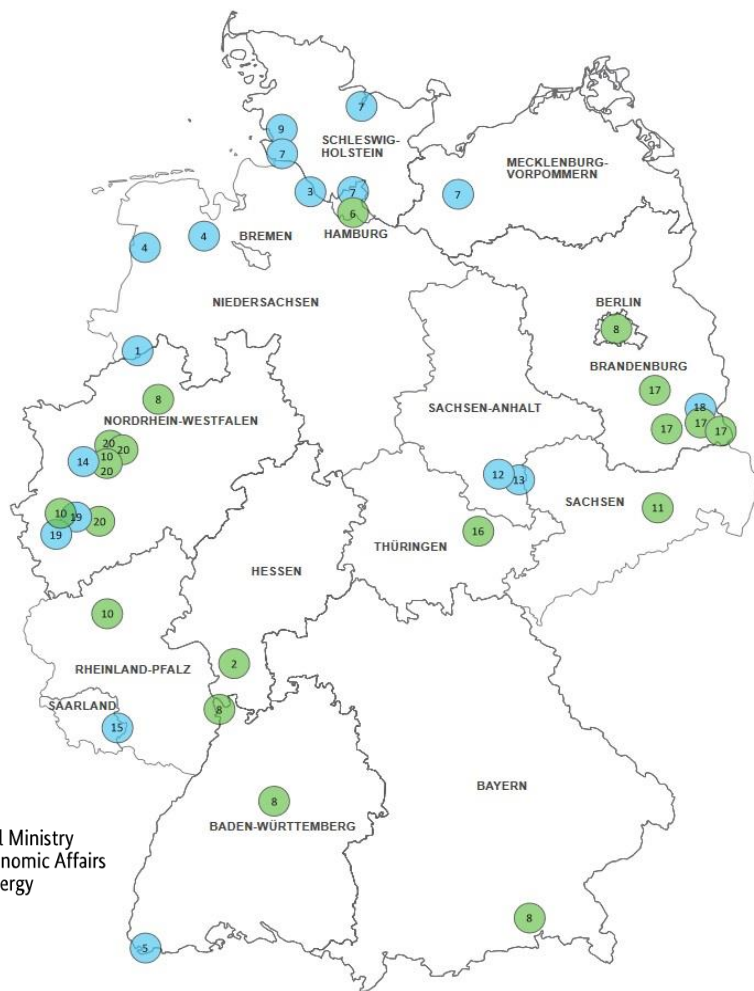 7
9
SCHLESWIG-
HOLSTEIN
7
MECKLENBURG-
VORPOMMERN
3
7
7
6
4
BREMEN
HAMBURG
4
NIEDERSACHSEN
BERLIN
8
1
BRANDENBURG
17
8
NORDRHEIN-WESTFALEN
SACHSEN-ANHALT
18
17
17
17
20
20
10
20
14
12
13
SACHSEN
11
10
19
20
19
16
THÜRINGEN
HESSEN
10
RHEINLAND-PFALZ
2
SAARLAND
8
15
BAYERN
8
BADEN-WÜRTTEMBERG
l Ministry
nomic Affairs
ergy
8
5